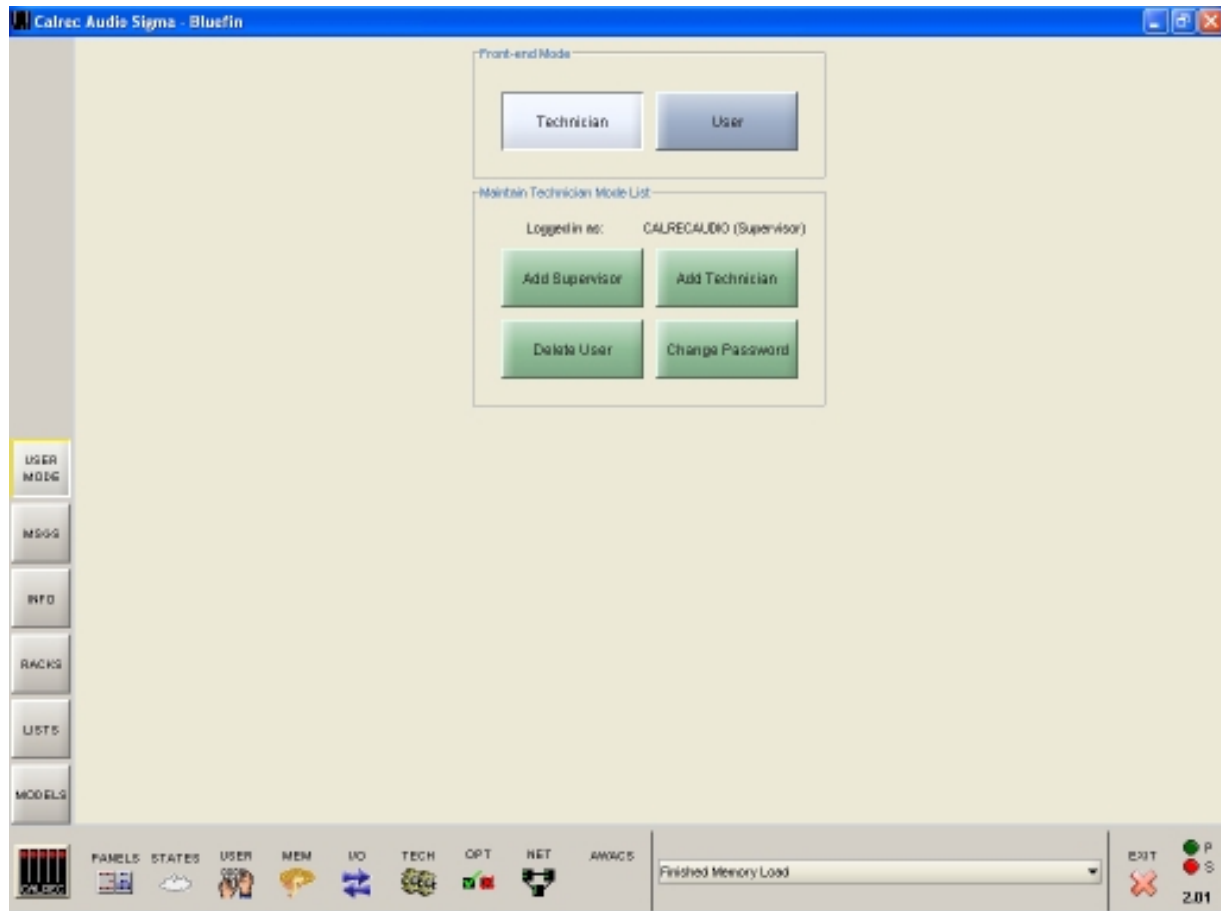 Calrec Audio Sigma - Bluefin
Front-end Mode
Technician
User
Maintain Technician Mode List
Logged in as: CALRECAUDIO (Supervisor)
Add Supervisor
Add Technician
Delete User
Change Password
USER
MODE
MSGS
INFO
RACKS
LISTS
MODELS
CALREC
PANELS
STATES
USER
MEM
I/O
TECH
OPT
NET
AWACS
Finished Memory Load
EXIT
P
S
2.01